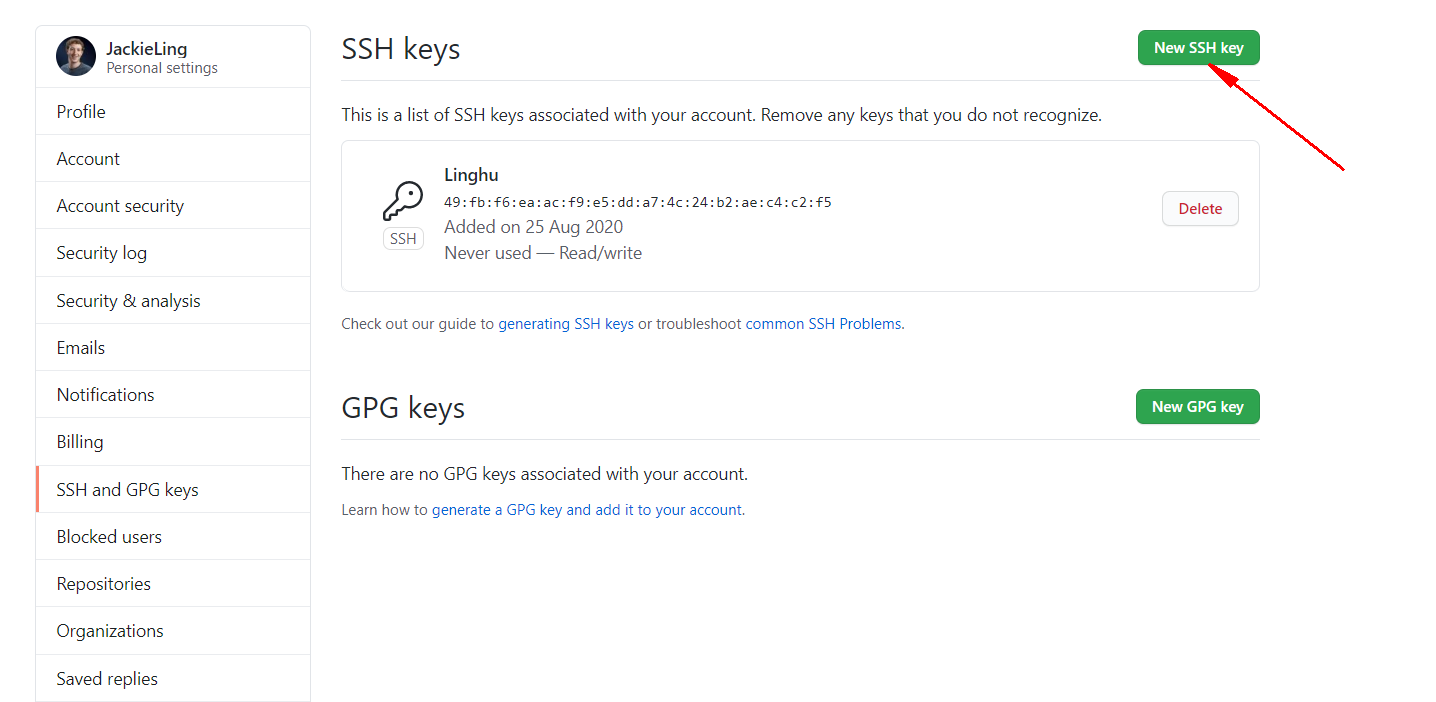 JackieLing
Personal settings
Profile
Account
Account security
Security log
Security & analysis
Emails
Notifications
Billing
SSH and GPG keys
Blocked users
Repositories
Organizations
Saved replies
SSH keys
New SSH key
This is a list of SSH keys associated with your account. Remove any keys that you do not recognize.
SSH
Linghu
49:fb:f6:ea:ac:f9:e5:dd:a7:4c:24:b2:ae:c4:c2:f5
Added on 25 Aug 2020
Never used — Read/write
Delete
Check out our guide to generating SSH keys or troubleshoot common SSH Problems.
GPG keys
New GPG key
There are no GPG keys associated with your account.
Learn how to generate a GPG key and add it to your account.